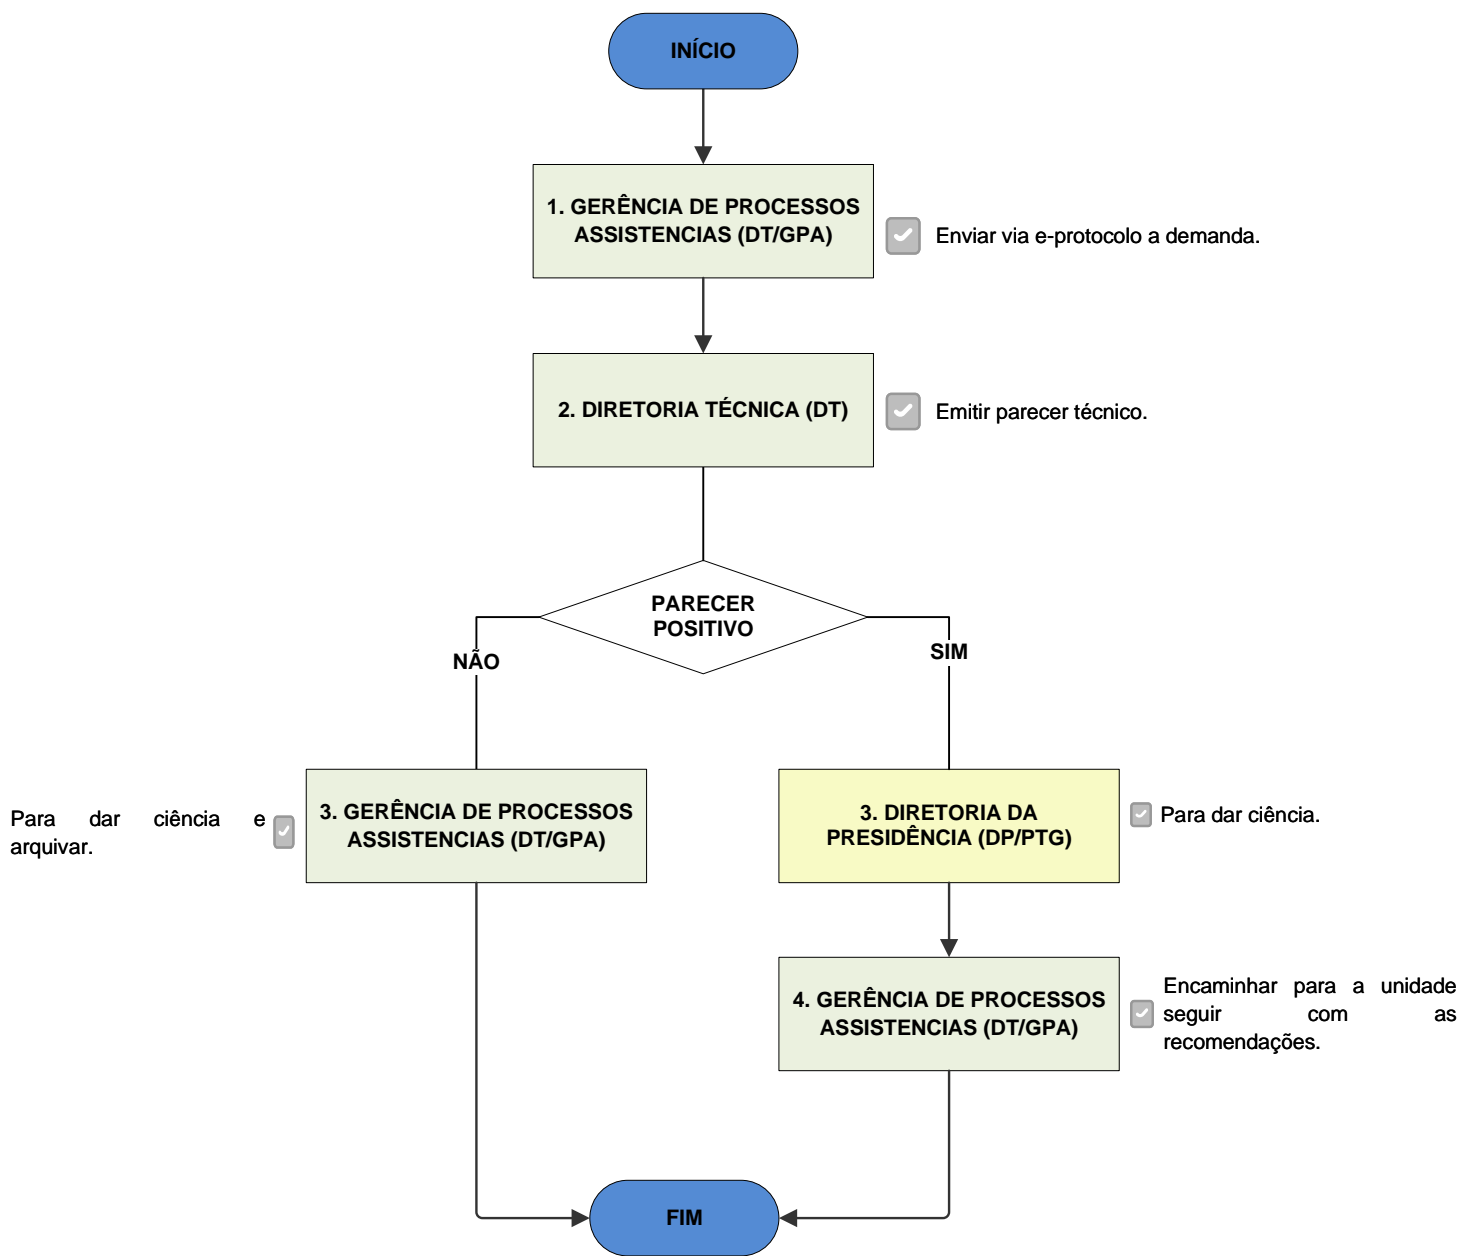 INÍCIO
1. GERÊNCIA DE PROCESSOS
ASSISTENCIAS (DT/GPA)
Enviar via e-protocolo a demanda.
2. DIRETORIA TÉCNICA (DT)
Emitir parecer técnico.
PARECER
POSITIVO
NÃO
SIM
Para dar ciência e
arquivar.
3. GERÊNCIA DE PROCESSOS
ASSISTENCIAS (DT/GPA)
3. DIRETORIA DA
PRESIDÊNCIA (DP/PTG)
Para dar ciência.
4. GERÊNCIA DE PROCESSOS
ASSISTENCIAS (DT/GPA)
Encaminhar para a unidade
seguir com as
recomendações.
FIM